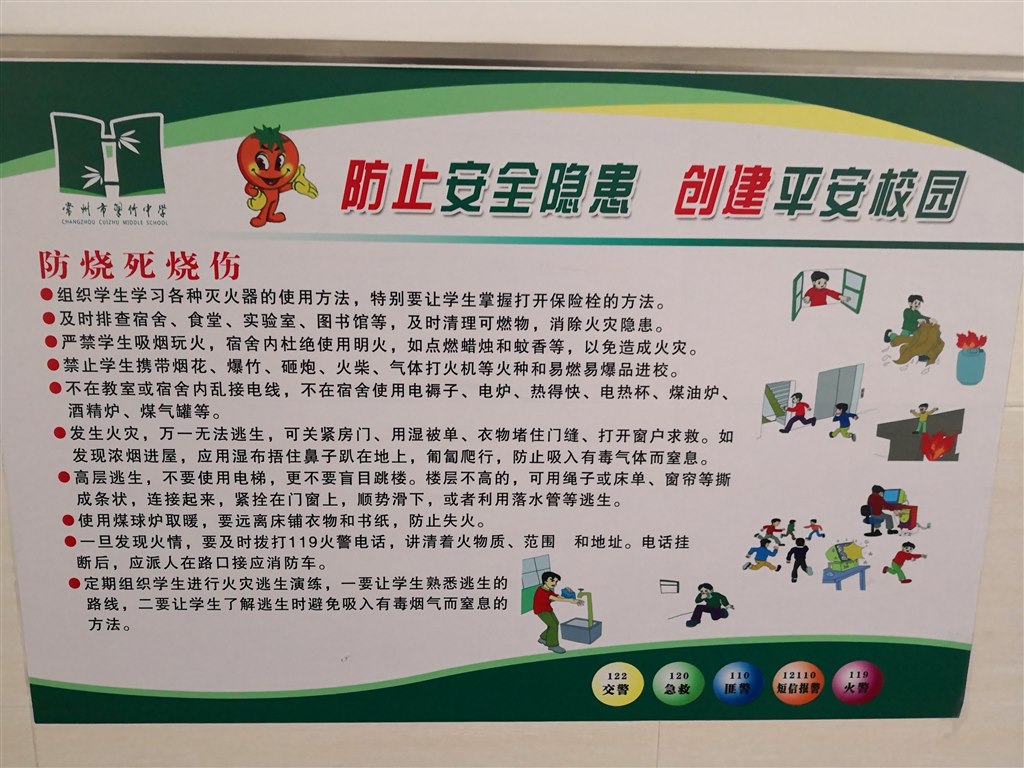 常州市翠竹中学
CHANGZHOU CUIZHU MIDDLE SCHOOL
防止安全隐患 创建平安校园
防烧死烧伤
●组织学生学习各种灭火器的使用方法，特别要让学生掌握打开保险栓的方法。
●及时排查宿舍、食堂、实验室、图书馆等，及时清理可燃物，消除火灾隐患。
●严禁学生吸烟玩火，宿舍内杜绝使用明火，如点燃蜡烛和蚊香等，以免造成火灾。
●禁止学生携带烟花、爆竹、砸炮、火柴、气体打火机等火种和易燃易爆品进校。
●不在教室或宿舍内乱接电线，不在宿舍使用电褥子、电炉、热得快、电热杯、煤油炉、
酒精炉、煤气罐等。
●发生火灾，万一无法逃生，可关紧房门、用湿被单、衣物堵住门缝、打开窗户求救。如
发现浓烟进屋，应用湿布捂住鼻子趴在地上，匍匐爬行，防止吸入有毒气体而窒息。
●高层逃生，不要使用电梯，更不要盲目跳楼。楼层不高的，可用绳子或床单、窗帘等撕
成条状，连接起来，紧拴在门窗上，顺势滑下，或者利用落水管等逃生。
●使用煤球炉取暖，要远离床铺衣物和书纸，防止失火。
●一旦发现火情，要及时拨打119火警电话，讲清着火物质、范围 和地址。电话挂
断后，应派人在路口接应消防车。
●定期组织学生进行火灾逃生演练，一要让学生熟悉逃生的
路线，二要让学生了解逃生时避免吸入有毒烟气而窒息的
方法。
122 交警
120 急救
110 匪警
12110 短信报警
119 火警